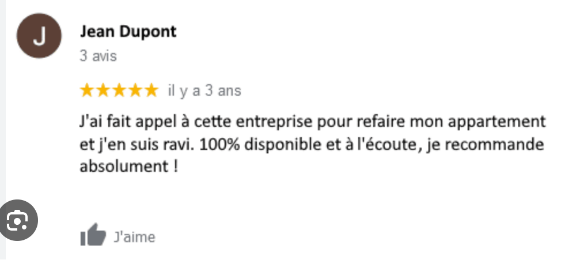 J
Jean Dupont
3 avis
il y a 3 ans
J'ai fait appel à cette entreprise pour refaire mon appartement
et j'en suis ravi. 100% disponible et à l'écoute, je recommande
absolument !
J'aime